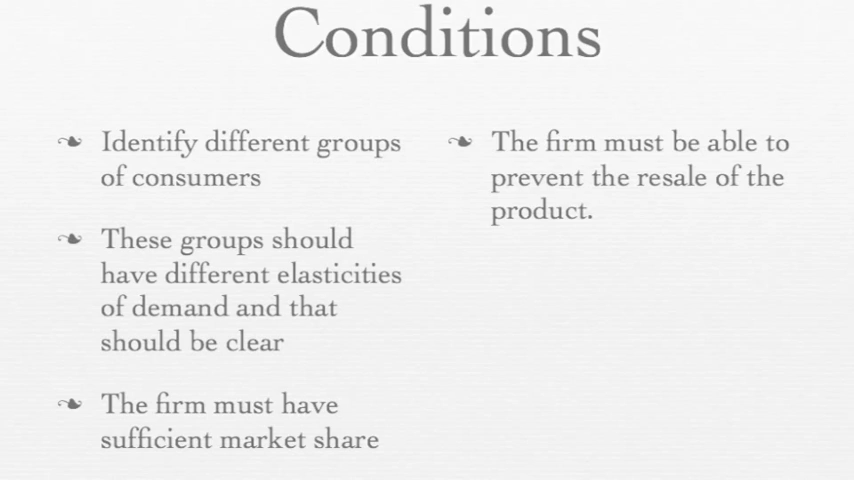 Conditions
Identify different groups
of consumers
These groups should
have different elasticities
of demand and that
should be clear
The firm must have
sufficient market share
The firm must be able to
prevent the resale of the
product.